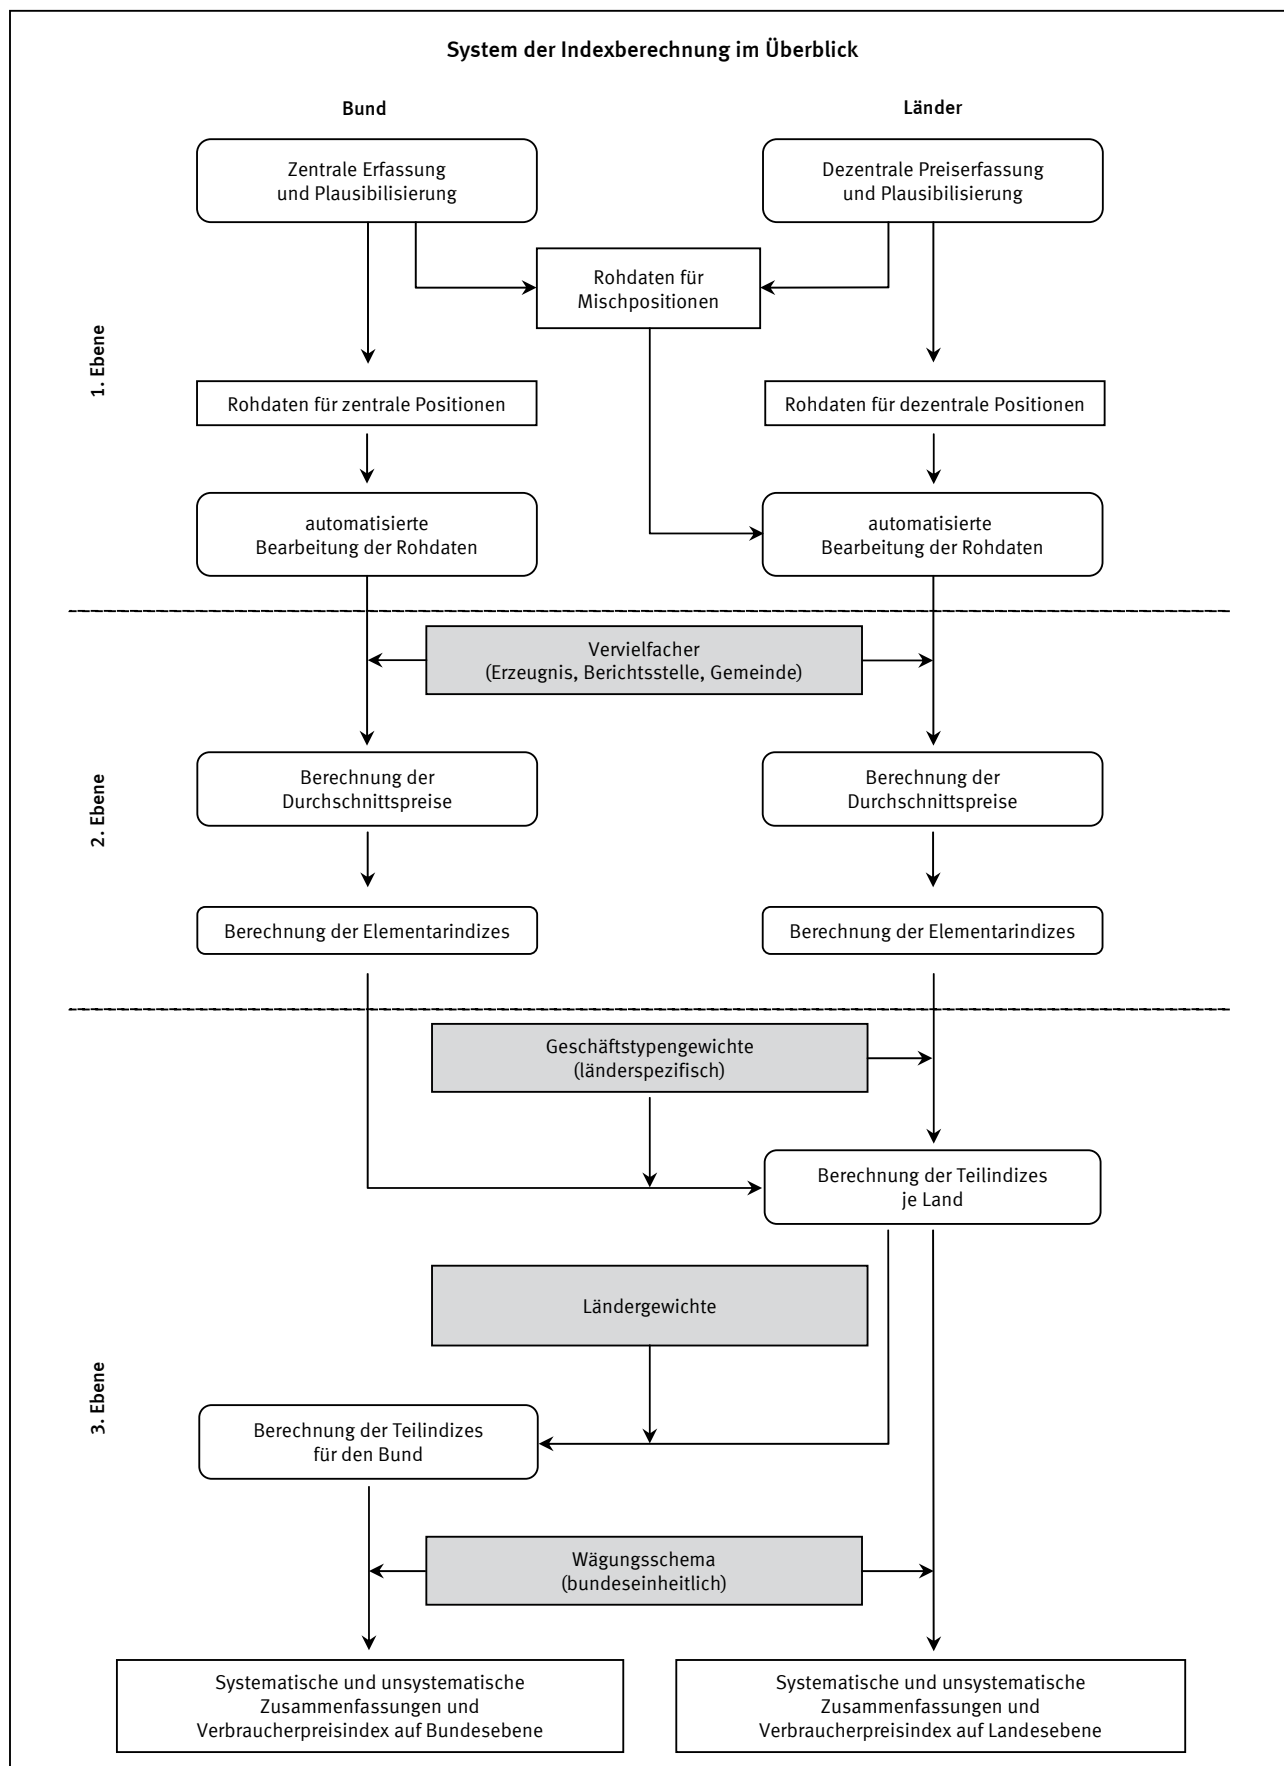 System der Indexberechnung im Überblick
Bund
Länder
Zentrale Erfassung
und Plausibilisierung
Dezentrale Preiserfassung
und Plausibilisierung
Rohdaten für
Mischpositionen
1. Ebene
Rohdaten für zentrale Positionen
Rohdaten für dezentrale Positionen
automatisierte
Bearbeitung der Rohdaten
automatisierte
Bearbeitung der Rohdaten
Vervielfacher
(Erzeugnis, Berichtsstelle, Gemeinde)
2. Ebene
Berechnung der
Durchschnittspreise
Berechnung der
Durchschnittspreise
Berechnung der Elementarindizes
Berechnung der Elementarindizes
Geschäftstypengewichte
(länderspezifisch)
Berechnung der Teilindizes
je Land
Ländergewichte
3. Ebene
Berechnung der Teilindizes
für den Bund
Wägungsschema
(bundeseinheitlich)
Systematische und unsystematische
Zusammenfassungen und
Verbraucherpreisindex auf Bundesebene
Systematische und unsystematische
Zusammenfassungen und
Verbraucherpreisindex auf Landesebene